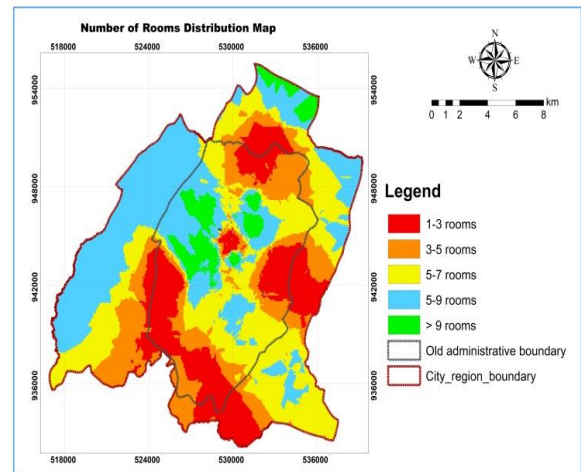 Number of Rooms Distribution Map
518000 524000 530000 536000
954000 954000
948000 948000
942000 942000
936000 936000
518000 524000 530000 536000
N
W E
S
km
0 1 2 4 6 8
Legend
1-3 rooms
3-5 rooms
5-7 rooms
5-9 rooms
> 9 rooms
Old administrative boundary
City_region_boundary